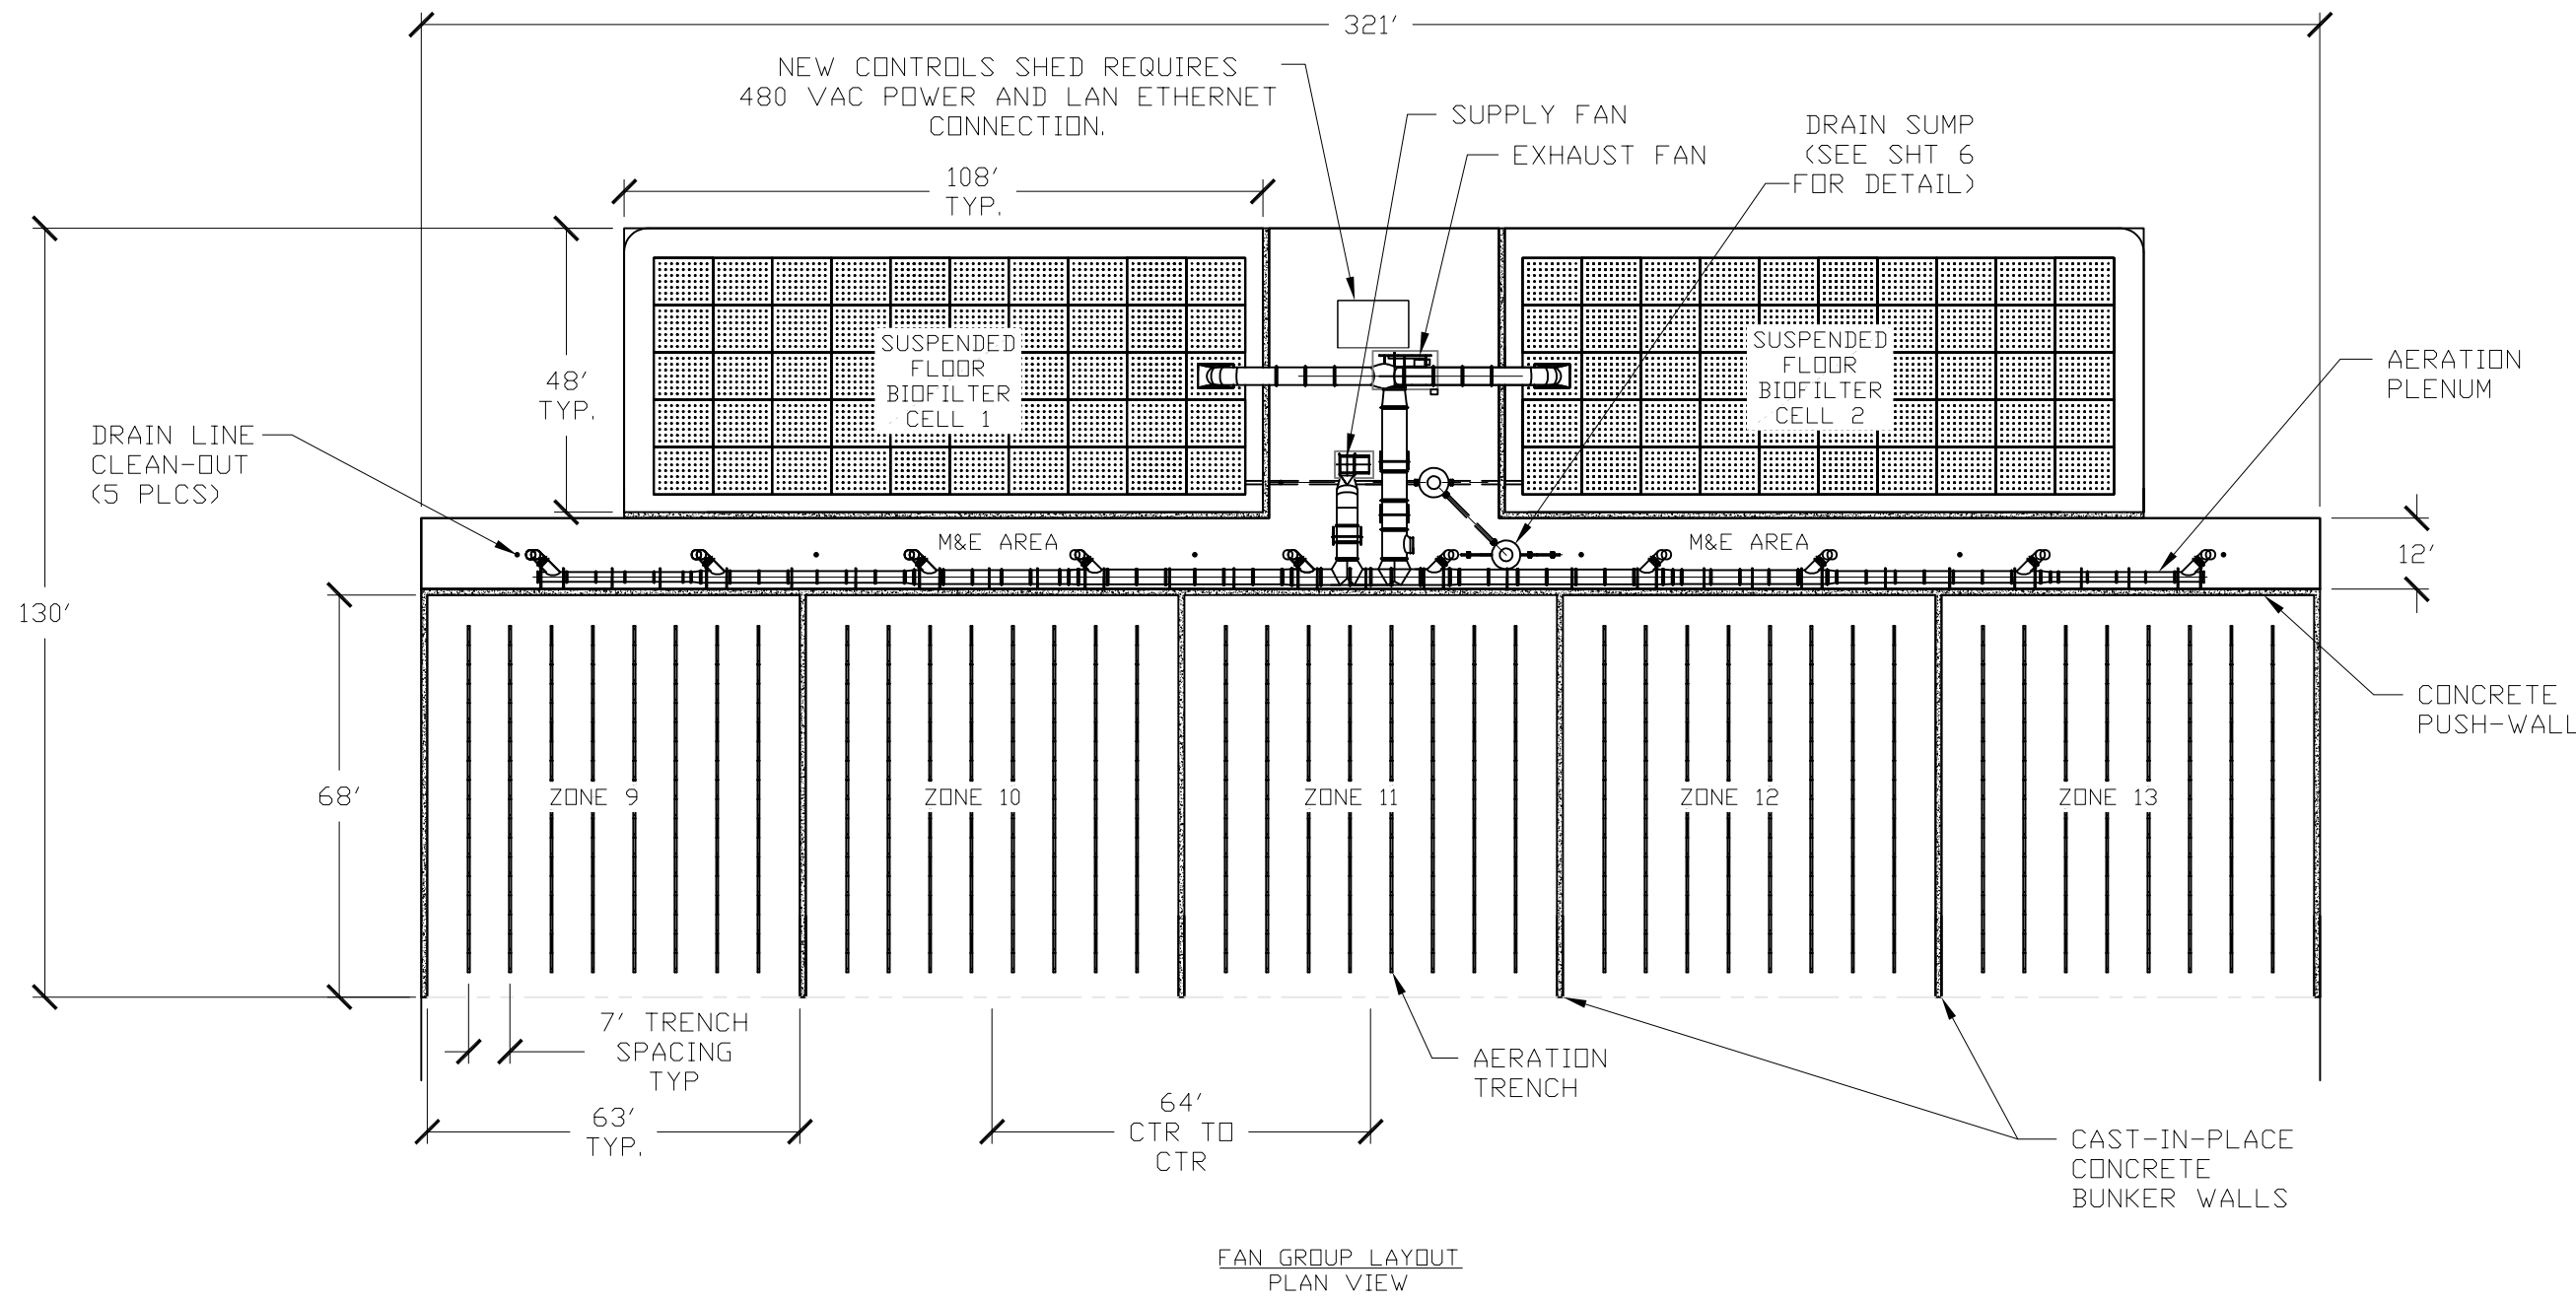 321'
NEW CONTROLS SHED REQUIRES
480 VAC POWER AND LAN ETHERNET
CONNECTION.
SUPPLY FAN
EXHAUST FAN
DRAIN SUMP
(SEE SHT 6
FOR DETAIL)
108'
TYP.
48'
TYP.
SUSPENDED
FLOOR
BIOFILTER
CELL 1
SUSPENDED
FLOOR
BIOFILTER
CELL 2
AERATION
PLENUM
DRAIN LINE
CLEAN-OUT
(5 PLCS)
M&E AREA
M&E AREA
12'
130'
68'
CONCRETE
PUSH-WALL
ZONE 9
ZONE 10
ZONE 11
ZONE 12
ZONE 13
7' TRENCH
SPACING
TYP
63'
TYP.
64'
CTR TO
CTR
AERATION
TRENCH
CAST-IN-PLACE
CONCRETE
BUNKER WALLS
FAN GROUP LAYOUT
PLAN VIEW